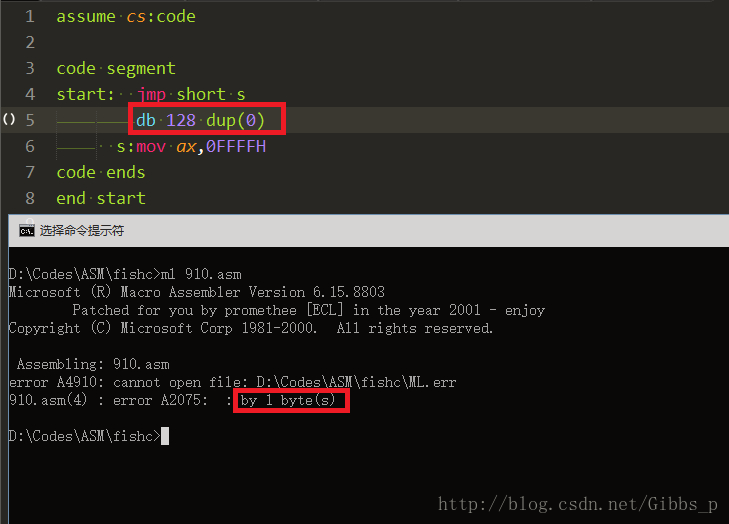 1 assume cs:code
2
3 code segment
4 start: jmp short s
() 5 db 128 dup(0)
6 s:mov ax,0FFFFH
7 code ends
8 end start
选择命令提示符
D:\Codes\ASM\fishc>ml 910.asm
Microsoft (R) Macro Assembler Version 6.15.8803
Patched for you by promethee [ECL] in the year 2001 - enjoy
Copyright (C) Microsoft Corp 1981-2000.  All rights reserved.
Assembling: 910.asm
error A4910: cannot open file: D:\Codes\ASM\fishc\ML.err
910.asm(4) : error A2075:  : by 1 byte(s)
D:\Codes\ASM\fishc>
http://blog.csdn.net/Gibbs_p